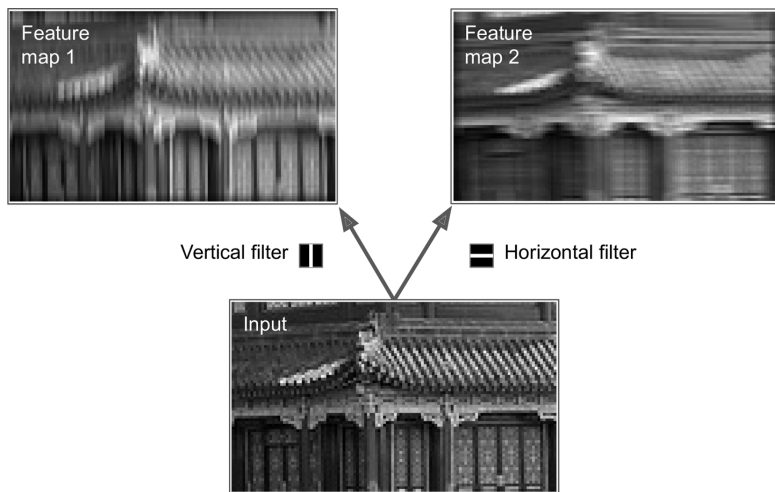 Feature
map 1
Feature
map 2
Vertical filter
Horizontal filter
Input